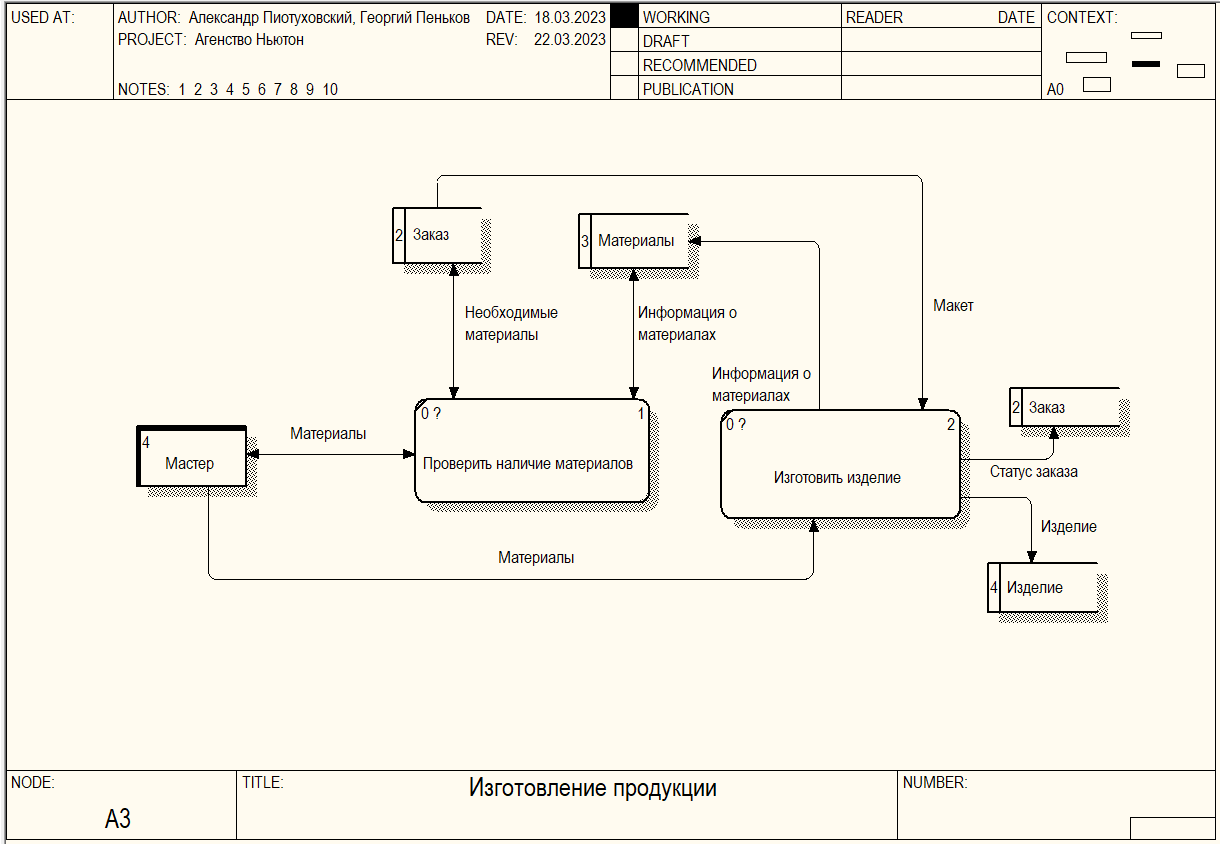 USED AT:
AUTHOR: Александр Пиотуховский, Георгий Пеньков
DATE: 18.03.2023
PROJECT: Агенство Ньютон
REV: 22.03.2023
NOTES: 1 2 3 4 5 6 7 8 9 10
WORKING
DRAFT
RECOMMENDED
PUBLICATION
READER DATE
CONTEXT:
A0
2 Заказ
3 Материалы
Необходимые
материалы
Информация о
материалах
Макет
Информация о
материалах
4
Мастер
Материалы
0 ? 1
Проверить наличие материалов
0 ? 2
Изготовить изделие
2 Заказ
Статус заказа
Изделие
Материалы
4 Изделие
NODE:
A3
TITLE:
Изготовление продукции
NUMBER: